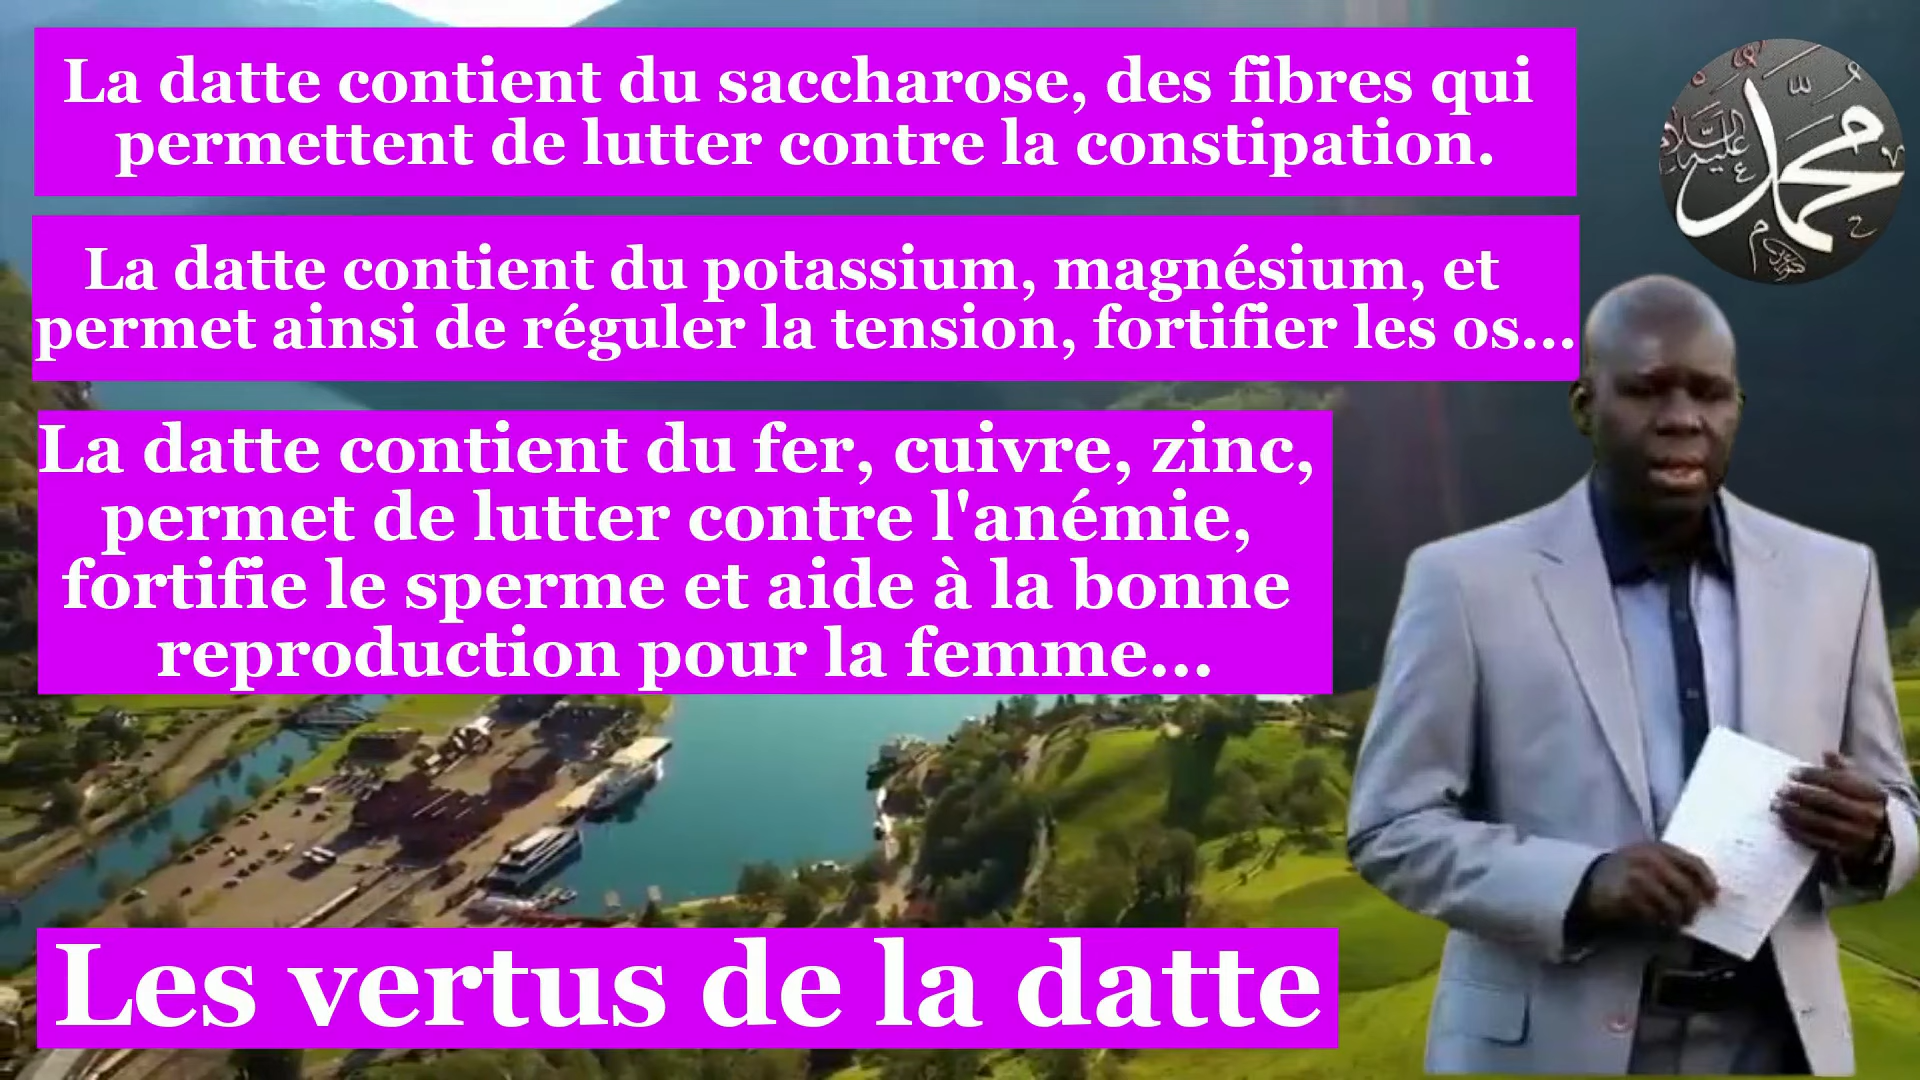 La datte contient du saccharose, des fibres qui
permettent de lutter contre la constipation.
La datte contient du potassium, magnésium, et
permet ainsi de réguler la tension, fortifier les os...
La datte contient du fer, cuivre, zinc,
permet de lutter contre l'anémie,
fortifie le sperme et aide à la bonne
reproduction pour la femme...
Les vertus de la datte
محمد
عليه السلام